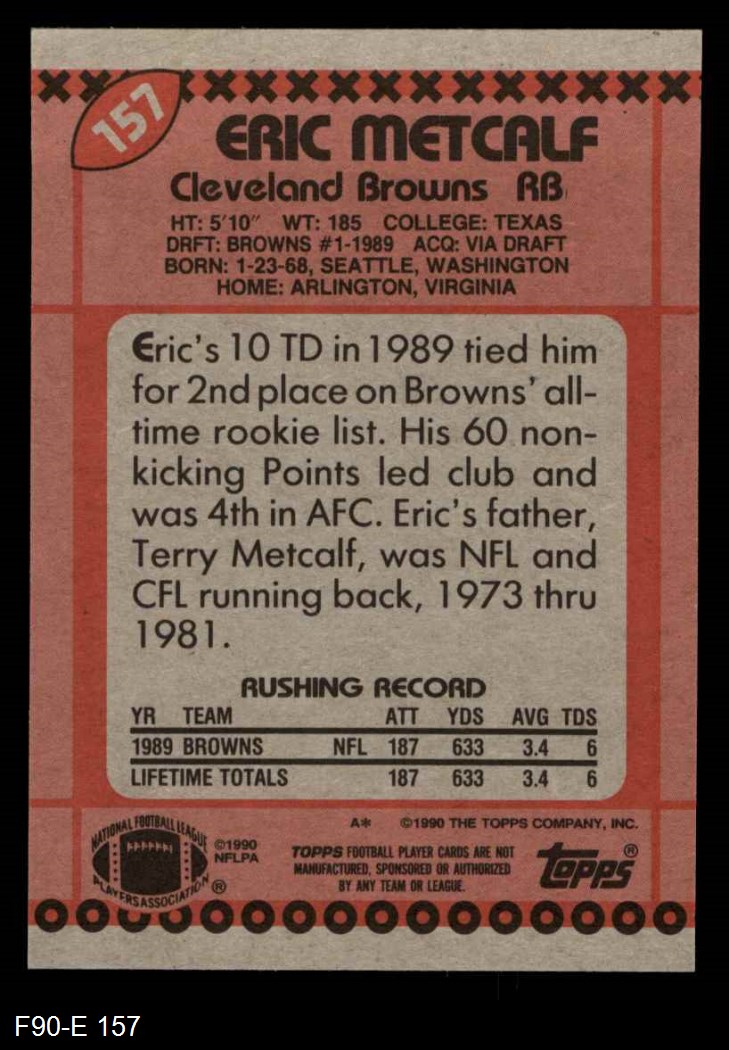 157
ERIC METCALF
Cleveland Browns RB
HT: 5'10" WT: 185 COLLEGE: TEXAS
DRFT: BROWNS #1-1989 ACQ: VIA DRAFT
BORN: 1-23-68, SEATTLE, WASHINGTON
HOME: ARLINGTON, VIRGINIA
Eric's 10 TD in 1989 tied him
for 2nd place on Browns' all-
time rookie list. His 60 non-
kicking Points led club and
was 4th in AFC. Eric's father,
Terry Metcalf, was NFL and
CFL running back, 1973 thru
1981.
RUSHING RECORD
YR TEAM ATT YDS AVG TDS
1989 BROWNS NFL 187 633 3.4 6
LIFETIME TOTALS 187 633 3.4 6
A* ©1990 THE TOPPS COMPANY, INC.
NATIONAL FOOTBALL LEAGUE
PLAYERS ASSOCIATION ®
©1990
NFLPA
TOPPS FOOTBALL PLAYER CARDS ARE NOT
MANUFACTURED, SPONSORED OR AUTHORIZED
BY ANY TEAM OR LEAGUE.
topps ®
F90-E 157